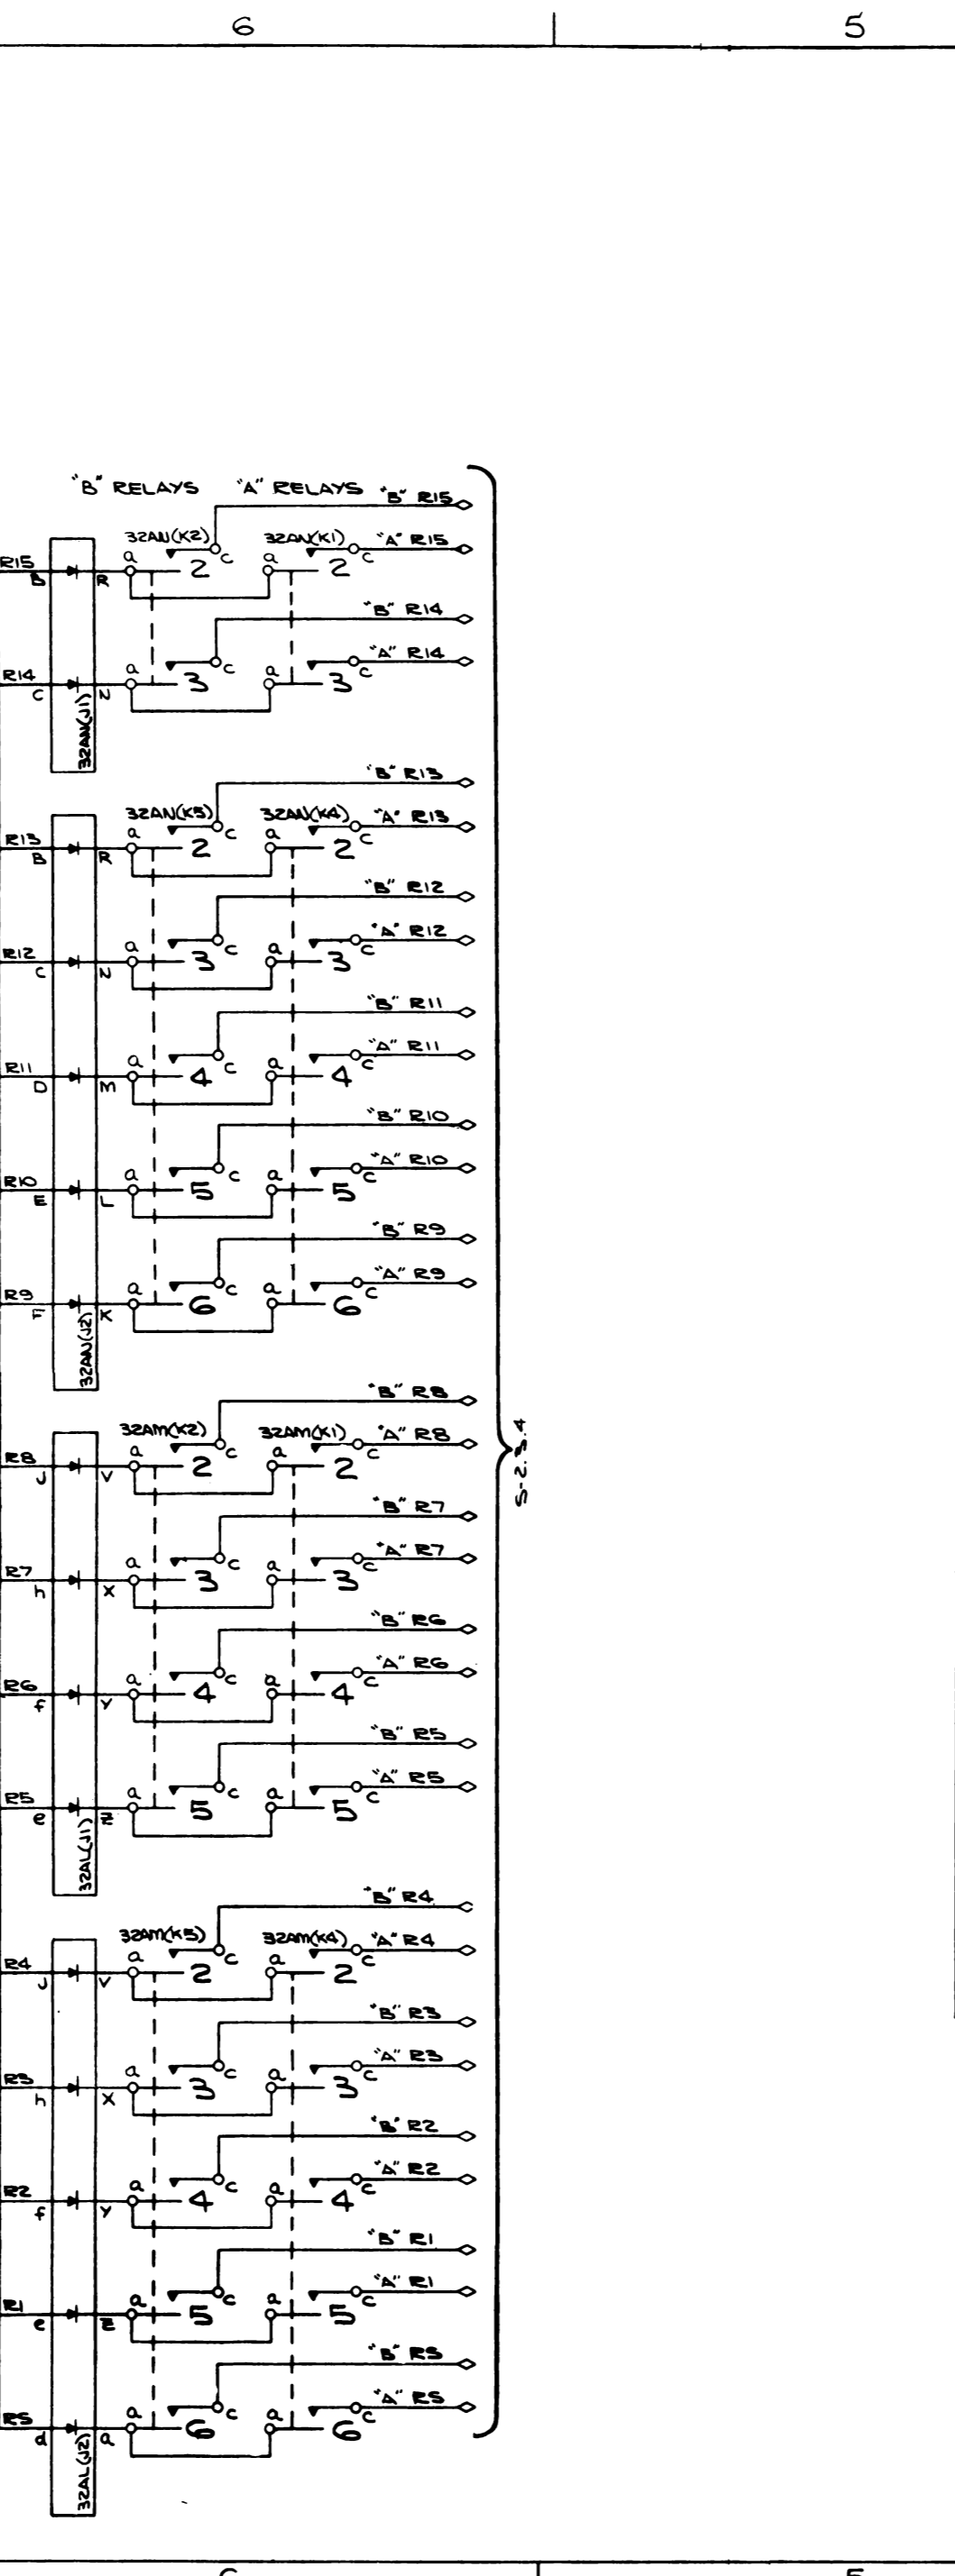 6 5
"B" RELAYS "A" RELAYS "B" R15
32AN(K2) 32AN(K1) "A" R15
R15 B R a 2 c a 2 c
"B" R14
"A" R14
R14 C N a 3 c a 3 c
32AN(J1)
"B" R13
32AN(K5) 32AN(K4) "A" R13
R13 B R a 2 c a 2 c
"B" R12
"A" R12
R12 C N a 3 c a 3 c
"B" R11
"A" R11
R11 D M a 4 c a 4 c
"B" R10
"A" R10
R10 E L a 5 c a 5 c
"B" R9
"A" R9
R9 F K a 6 c a 6 c
32AN(J2)
"B" R8
32AM(K2) 32AM(K1) "A" R8
R8 J V a 2 c a 2 c
S-2.3.4
"B" R7
"A" R7
R7 h X a 3 c a 3 c
"B" R6
"A" R6
R6 f Y a 4 c a 4 c
"B" R5
"A" R5
R5 e Z a 5 c a 5 c
32AL(J1)
"B" R4
32AM(K5) 32AM(K4) "A" R4
R4 J V a 2 c a 2 c
"B" R3
"A" R3
R3 h X a 3 c a 3 c
"B" R2
"A" R2
R2 f Y a 4 c a 4 c
"B" R1
"A" R1
R1 e Z a 5 c a 5 c
"B" RS
"A" RS
RS d a 6 c a 6 c
32AL(J2)